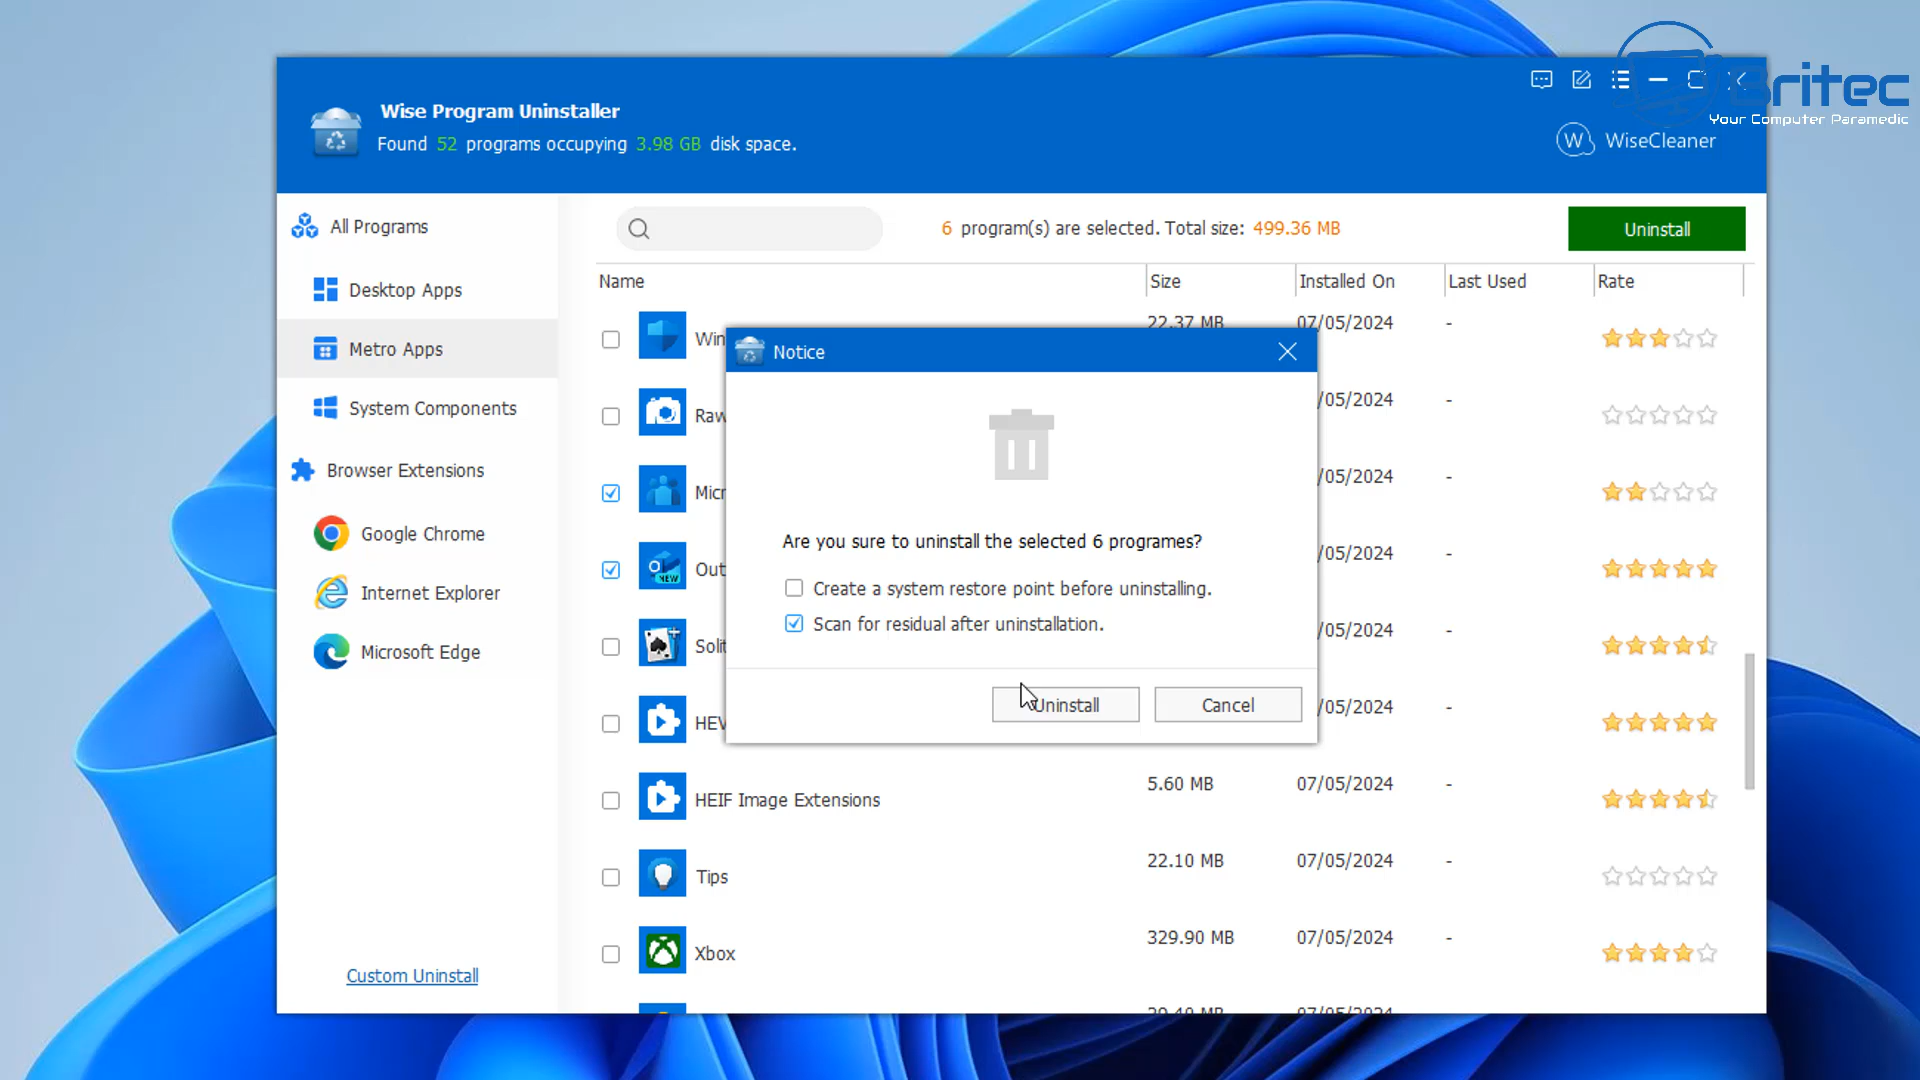 Britec
Your Computer Paramedic
Wise Program Uninstaller
Found 52 programs occupying 3.98 GB disk space.
WiseCleaner
All Programs
Desktop Apps
Metro Apps
System Components
Browser Extensions
Google Chrome
Internet Explorer
Microsoft Edge
Custom Uninstall
6 program(s) are selected. Total size: 499.36 MB
Uninstall
Name Size Installed On Last Used Rate
Win 22.37 MB 07/05/2024 -
Raw /05/2024 -
Micr /05/2024 -
Out /05/2024 -
NEW
Solit /05/2024 -
HEV /05/2024 -
HEIF Image Extensions 5.60 MB 07/05/2024 -
Tips 22.10 MB 07/05/2024 -
Xbox 329.90 MB 07/05/2024 -
Notice
Are you sure to uninstall the selected 6 programes?
Create a system restore point before uninstalling.
Scan for residual after uninstallation.
Uninstall
Cancel